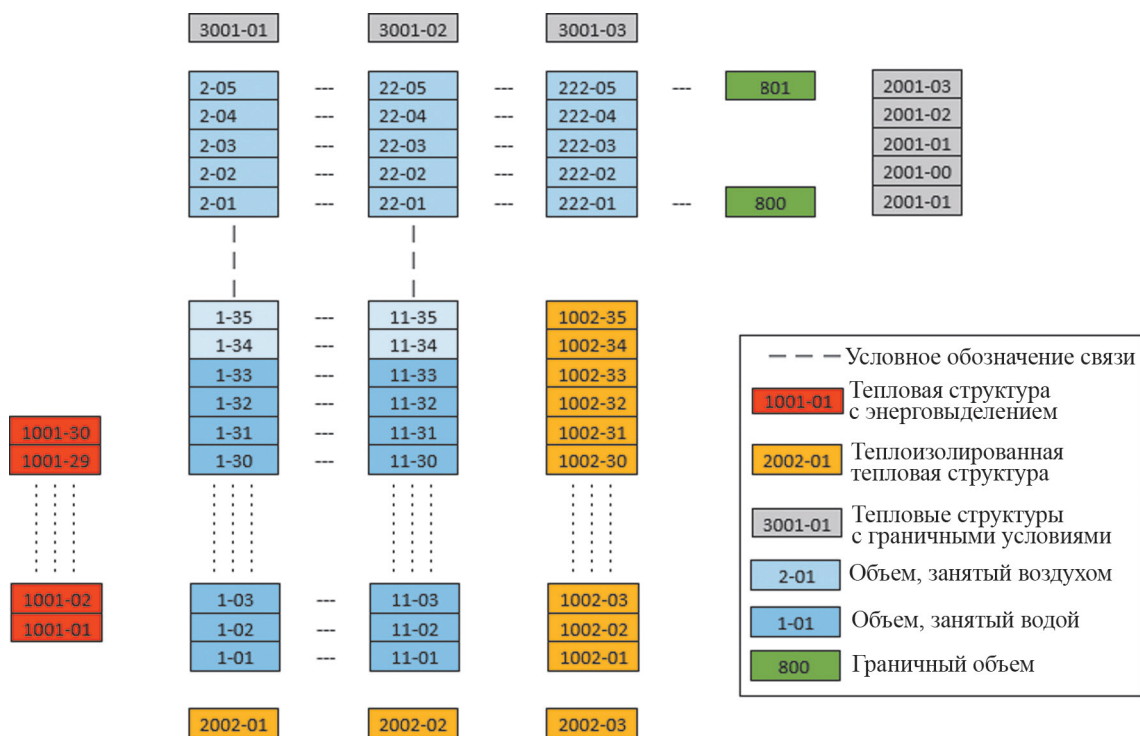 3001-01 3001-02 3001-03
2-05 --- 22-05 --- 222-05 --- 801 2001-03
2-04 --- 22-04 --- 222-04 2001-02
2-03 --- 22-03 --- 222-03 2001-01
2-02 --- 22-02 --- 222-02 2001-00
2-01 --- 22-01 --- 222-01 --- 800 2001-01
1-35 --- 11-35 1002-35
1-34 --- 11-34 1002-34
1-33 --- 11-33 1002-33
1-32 --- 11-32 1002-32
1001-30 1-31 --- 11-31 1002-31
1001-29 1-30 --- 11-30 1002-30
1001-02 1-03 --- 11-03 1002-03
1001-01 1-02 --- 11-02 1002-02
1-01 --- 11-01 1002-01
2002-01 2002-02 2002-03
Условное обозначение связи
1001-01 Тепловая структура
с энерговыделением
2002-01 Теплоизолированная
тепловая структура
3001-01 Тепловые структуры
с граничными условиями
2-01 Объем, занятый воздухом
1-01 Объем, занятый водой
800 Граничный объем